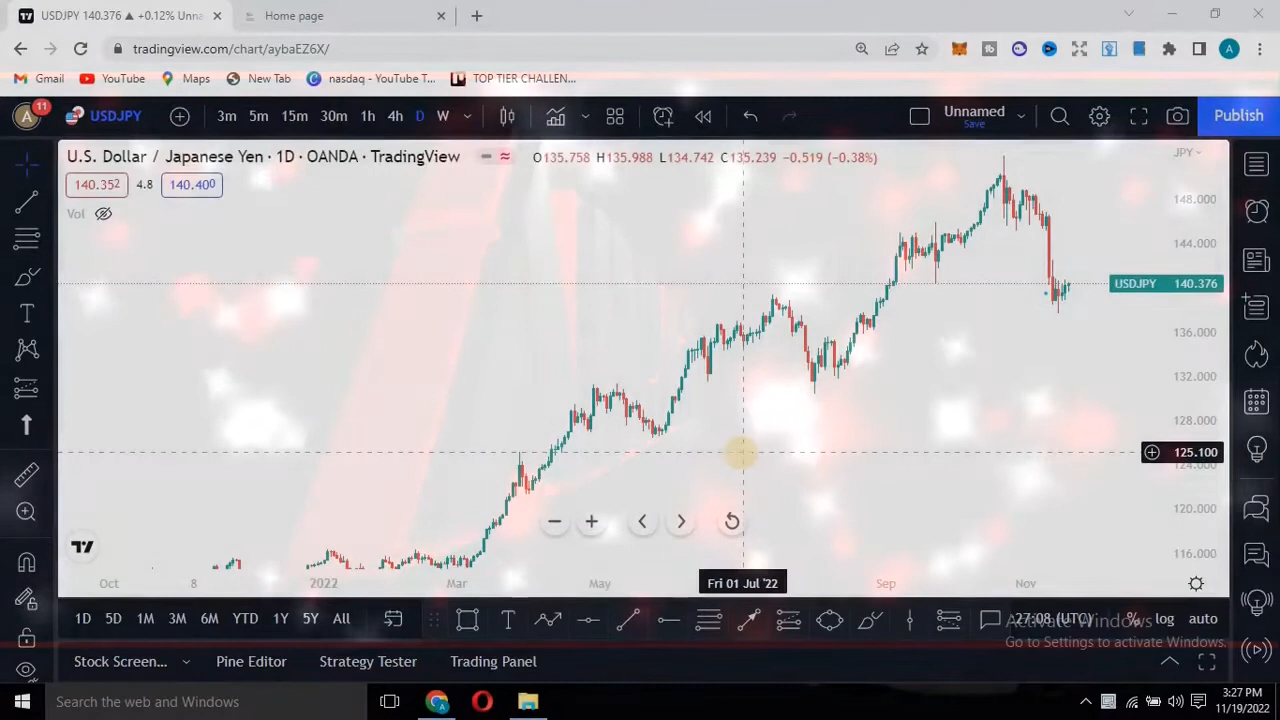 USDJPY 140.376 ▲ +0.12% Unna
Home page
tradingview.com/chart/aybaEZ6X/
A
Gmail
YouTube
Maps
New Tab
nasdaq - YouTube T...
TOP TIER CHALLEN...
A
11
USDJPY
3m
5m
15m
30m
1h
4h
D
W
Unnamed
Save
Publish
U.S. Dollar / Japanese Yen · 1D · OANDA · TradingView
O135.758 H135.988 L134.742 C135.239 -0.519 (-0.38%)
JPY
140.352
4.8
140.400
Vol
148.000
144.000
USDJPY 140.376
136.000
132.000
128.000
125.100
124.000
120.000
116.000
Oct
8
2022
Mar
May
Fri 01 Jul '22
Sep
Nov
1D
5D
1M
3M
6M
YTD
1Y
5Y
All
27:08 (UTC)
%
log
auto
Activate Windows
Go to Settings to activate Windows.
Stock Screen...
Pine Editor
Strategy Tester
Trading Panel
Search the web and Windows
3:27 PM
11/19/2022